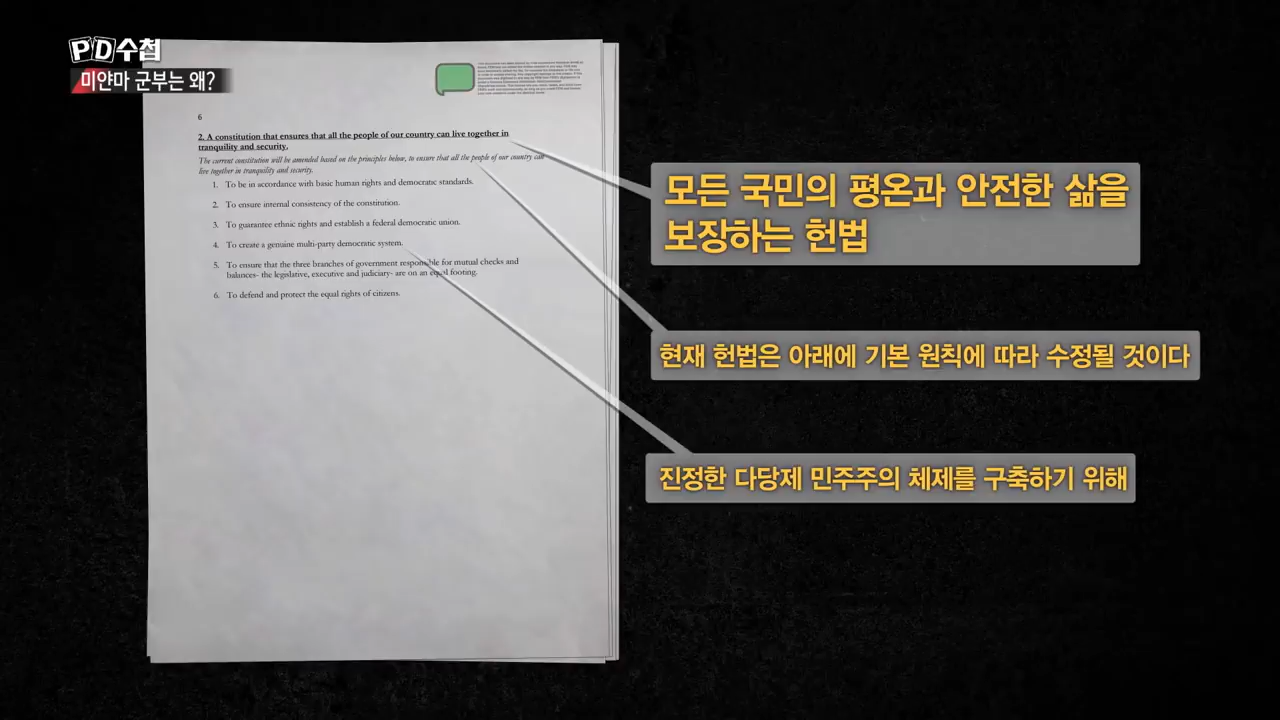 PD수첩
미얀마 군부는 왜?
6
2. A constitution that ensures that all the people of our country can live together in
tranquility and security.
The current constitution will be amended based on the principles below, to ensure that all the people of our country can
live together in tranquility and security.
1. To be in accordance with basic human rights and democratic standards.
2. To ensure internal consistency of the constitution.
3. To guarantee ethnic rights and establish a federal democratic union.
4. To create a genuine multi-party democratic system.
5. To ensure that the three branches of government responsible for mutual checks and
balances- the legislative, executive and judiciary- are on an equal footing.
6. To defend and protect the equal rights of citizens.
모든 국민의 평온과 안전한 삶을
보장하는 헌법
현재 헌법은 아래에 기본 원칙에 따라 수정될 것이다
진정한 다당제 민주주의 체제를 구축하기 위해